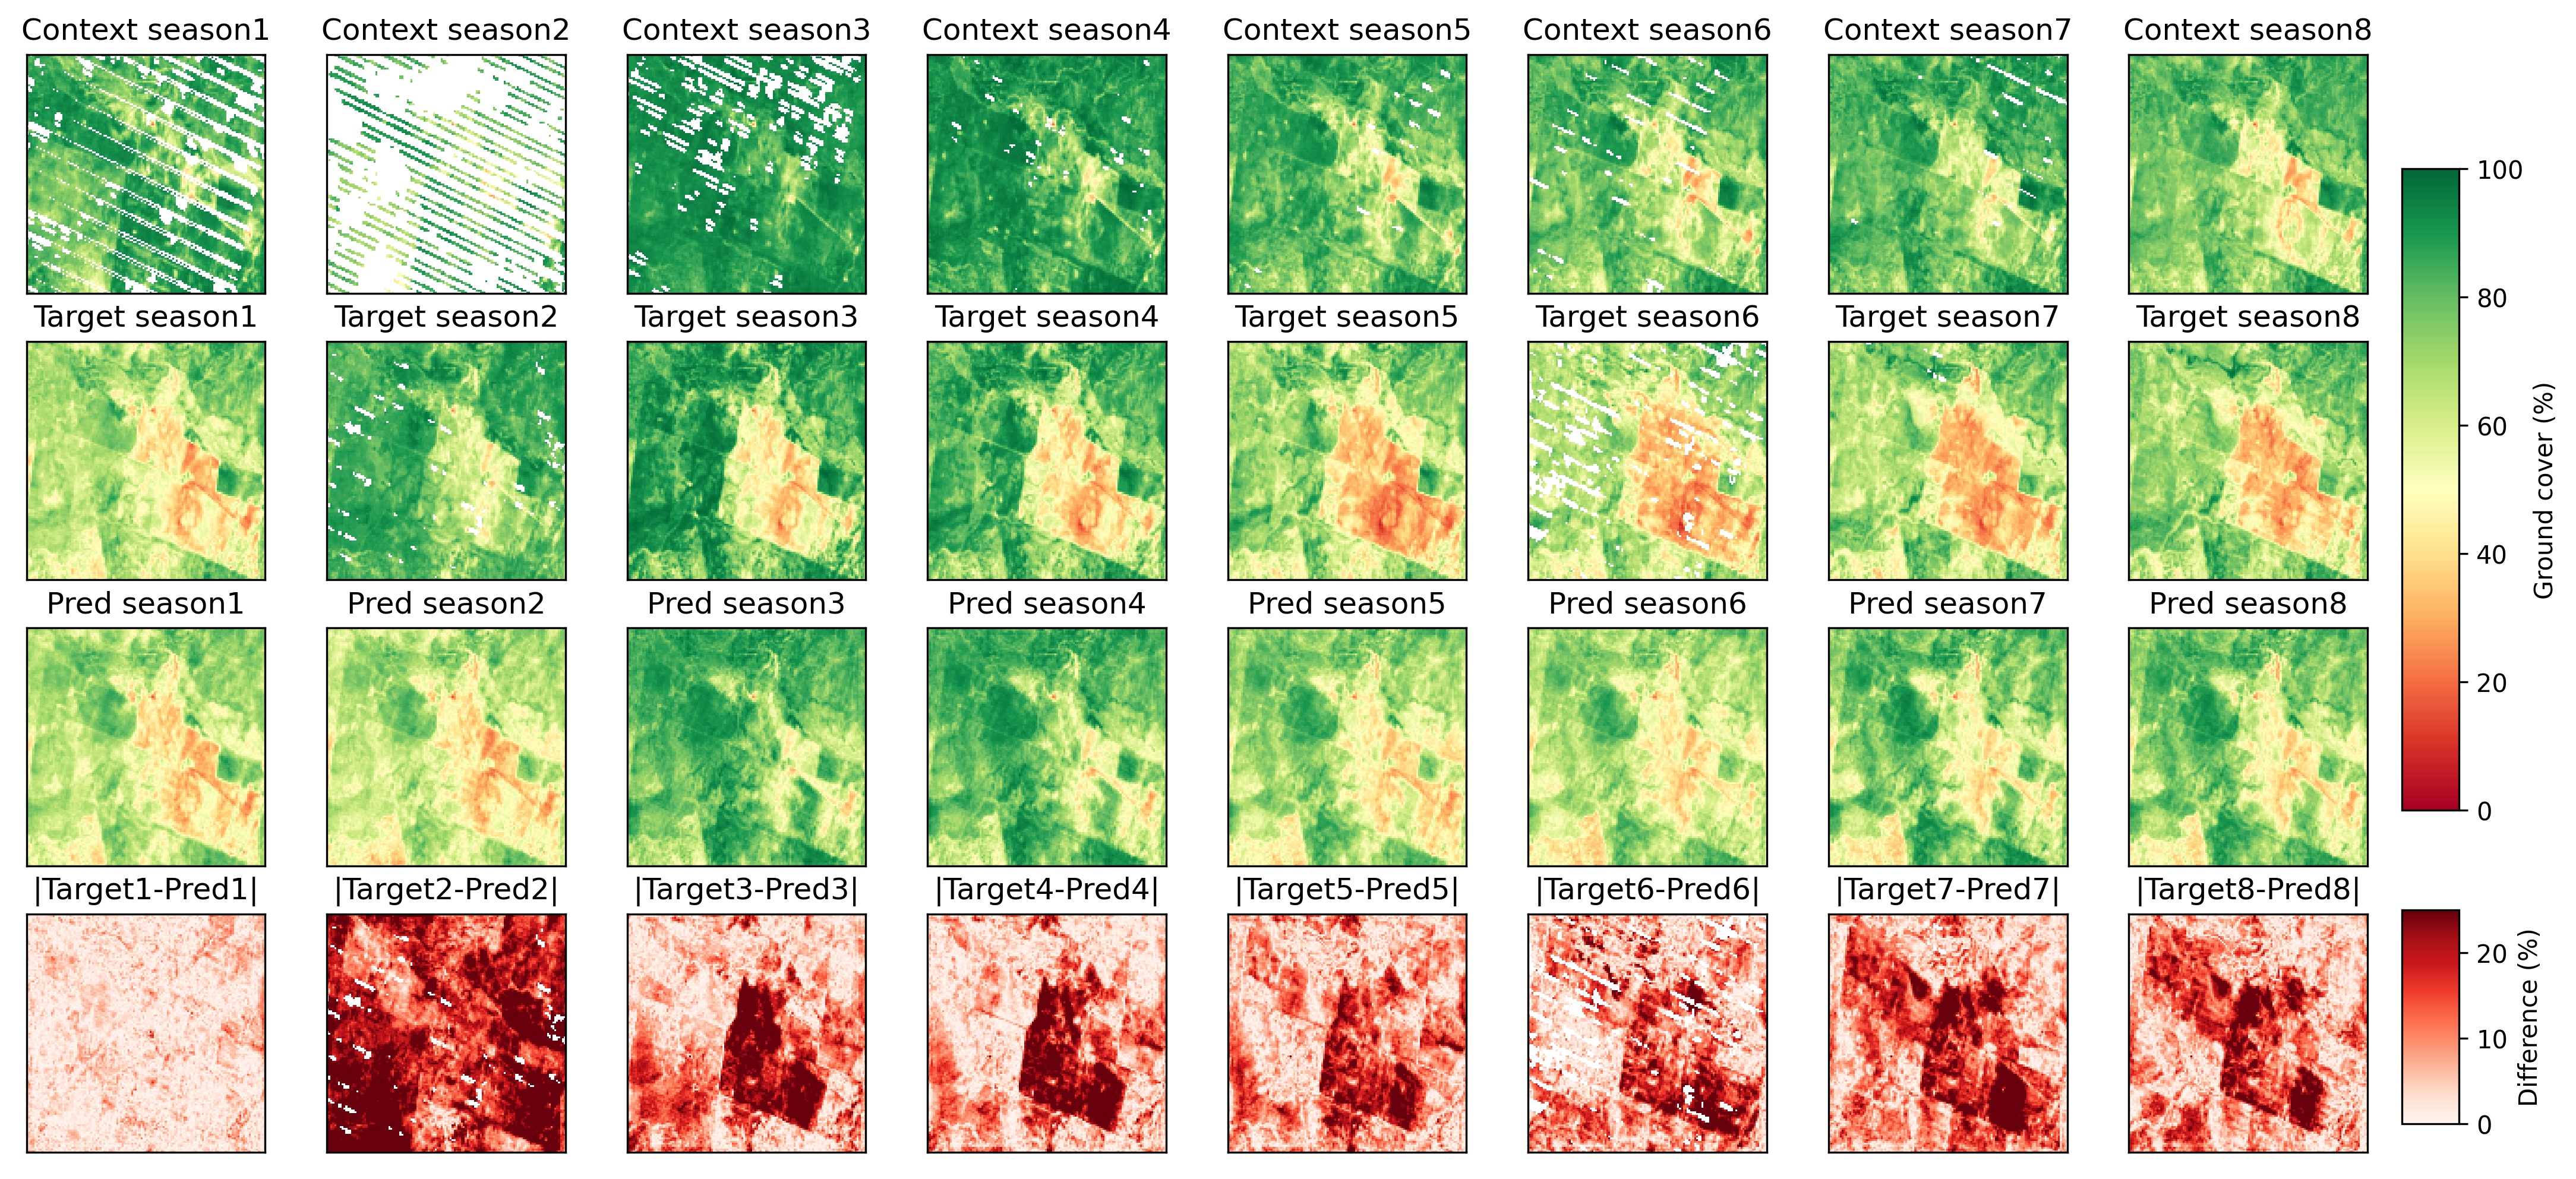 Context season1 Context season2 Context season3 Context season4 Context season5 Context season6 Context season7 Context season8
Target season1 Target season2 Target season3 Target season4 Target season5 Target season6 Target season7 Target season8
Pred season1 Pred season2 Pred season3 Pred season4 Pred season5 Pred season6 Pred season7 Pred season8
|Target1-Pred1| |Target2-Pred2| |Target3-Pred3| |Target4-Pred4| |Target5-Pred5| |Target6-Pred6| |Target7-Pred7| |Target8-Pred8|
100
80
60
40
20
0
Ground cover (%)
20
10
0
Difference (%)